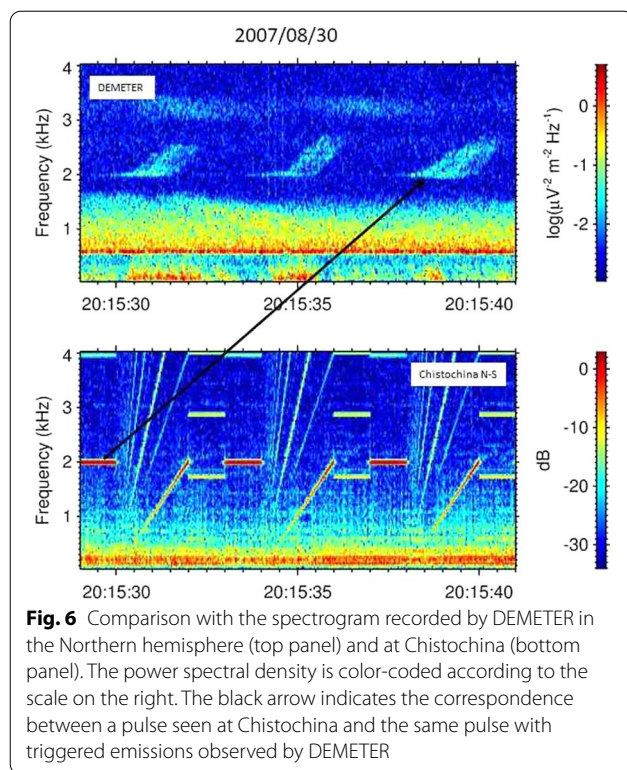 2007/08/30
DEMETER
Frequency (kHz)
4
3
2
1
20:15:30
20:15:35
20:15:40
0
-1
-2
log(μV⁻² m⁻² Hz⁻¹)
Chistochina N-S
Frequency (kHz)
4
3
2
1
20:15:30
20:15:35
20:15:40
0
-10
-20
-30
dB
Fig. 6 Comparison with the spectrogram recorded by DEMETER in
the Northern hemisphere (top panel) and at Chistochina (bottom
panel). The power spectral density is color-coded according to the
scale on the right. The black arrow indicates the correspondence
between a pulse seen at Chistochina and the same pulse with
triggered emissions observed by DEMETER